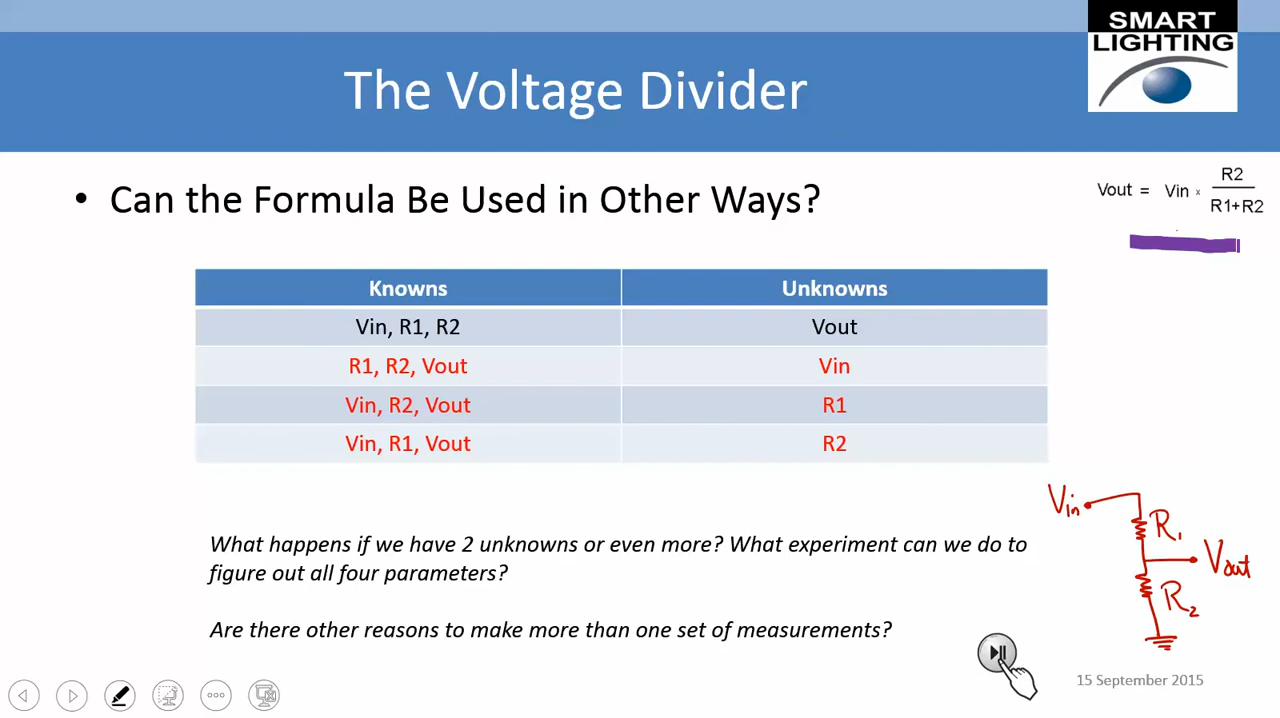 SMART
LIGHTING
The Voltage Divider
• Can the Formula Be Used in Other Ways?
Vout = Vin × R2
R1+R2
Knowns Unknowns
Vin, R1, R2 Vout
R1, R2, Vout Vin
Vin, R2, Vout R1
Vin, R1, Vout R2
What happens if we have 2 unknowns or even more? What experiment can we do to
figure out all four parameters?
Are there other reasons to make more than one set of measurements?
Vin
R1
Vout
R2
15 September 2015